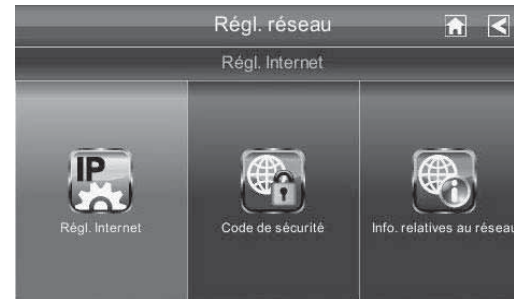 Régl. réseau
Régl. Internet
IP
Régl. Internet
Code de sécurité
Info. relatives au réseau